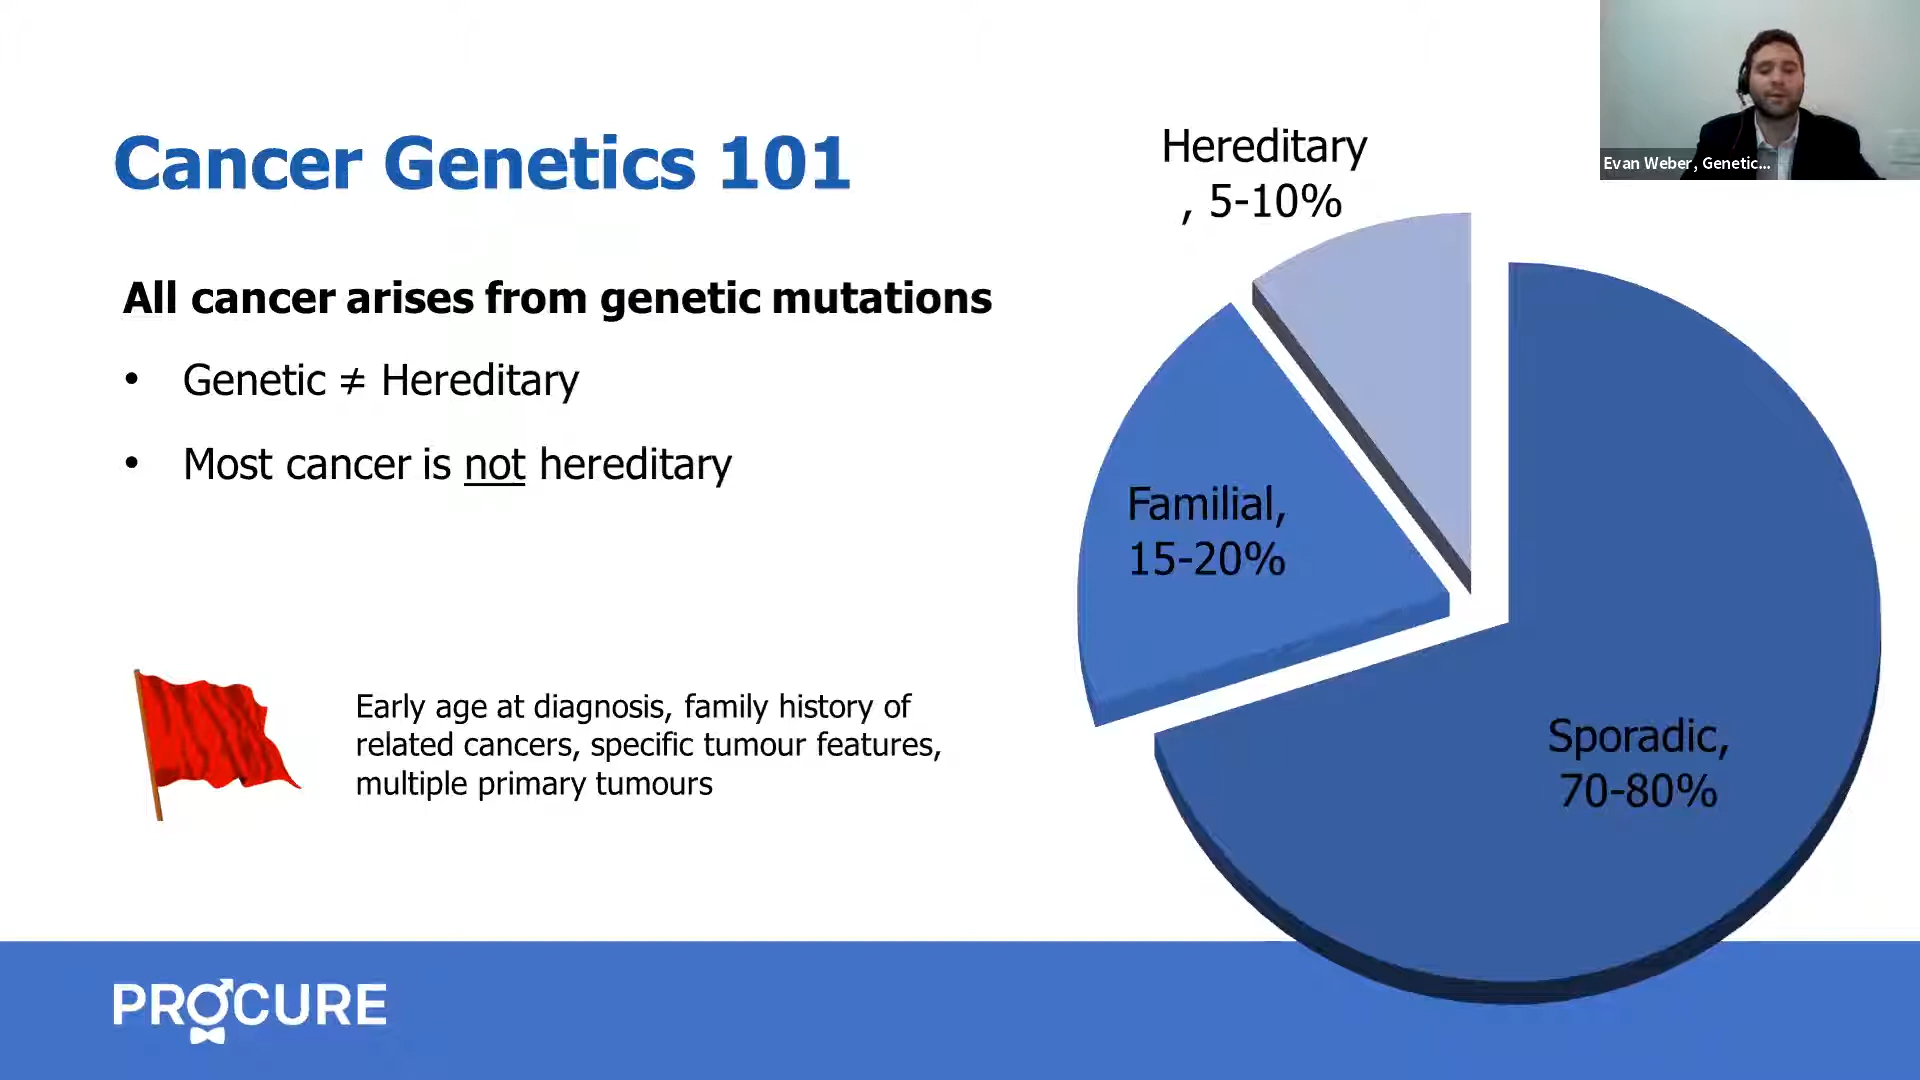 Cancer Genetics 101
All cancer arises from genetic mutations
• Genetic ≠ Hereditary
• Most cancer is not hereditary
Early age at diagnosis, family history of
related cancers, specific tumour features,
multiple primary tumours
Hereditary
, 5-10%
Familial,
15-20%
Sporadic,
70-80%
Evan Weber, Genetic...
PROCURE